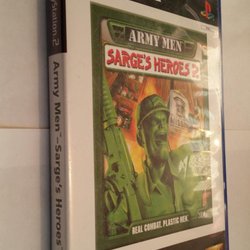 ARMY MEN
SARGE'S HEROES 2
REAL COMBAT. PLASTIC MEN.
PlayStation 2
Army Men - Sarge's Heroes